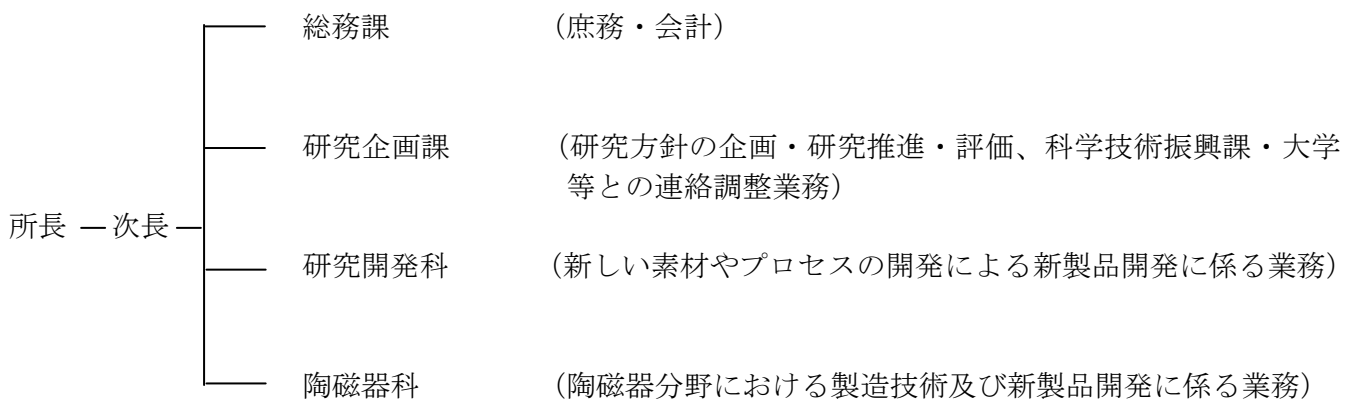 総務課 (庶務・会計)
研究企画課 (研究方針の企画・研究推進・評価、科学技術振興課・大学
等との連絡調整業務)
所長 ― 次長
研究開発科 (新しい素材やプロセスの開発による新製品開発に係る業務)
陶磁器科 (陶磁器分野における製造技術及び新製品開発に係る業務)